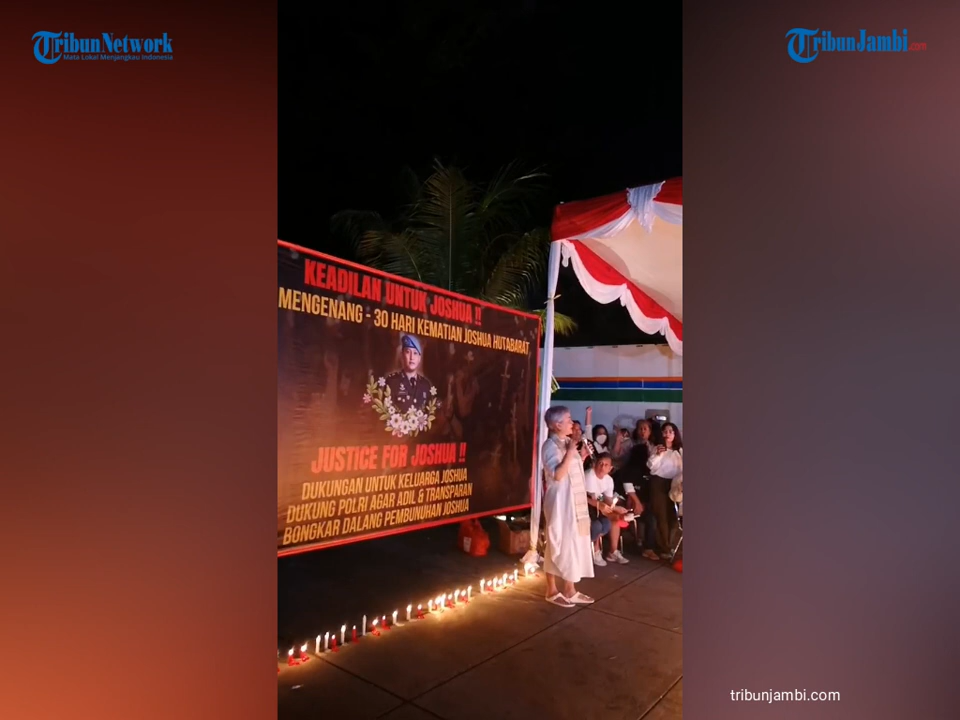 TribunNetwork
Mata Lokal Menjangkau Indonesia
TribunJambi.com
KEADILAN UNTUK JOSHUA !!
MENGENANG - 30 HARI KEMATIAN JOSHUA HUTABARAT
JUSTICE FOR JOSHUA !!
DUKUNGAN UNTUK KELUARGA JOSHUA
DUKUNG POLRI AGAR ADIL & TRANSPARAN
BONGKAR DALANG PEMBUNUHAN JOSHUA
tribunjambi.com